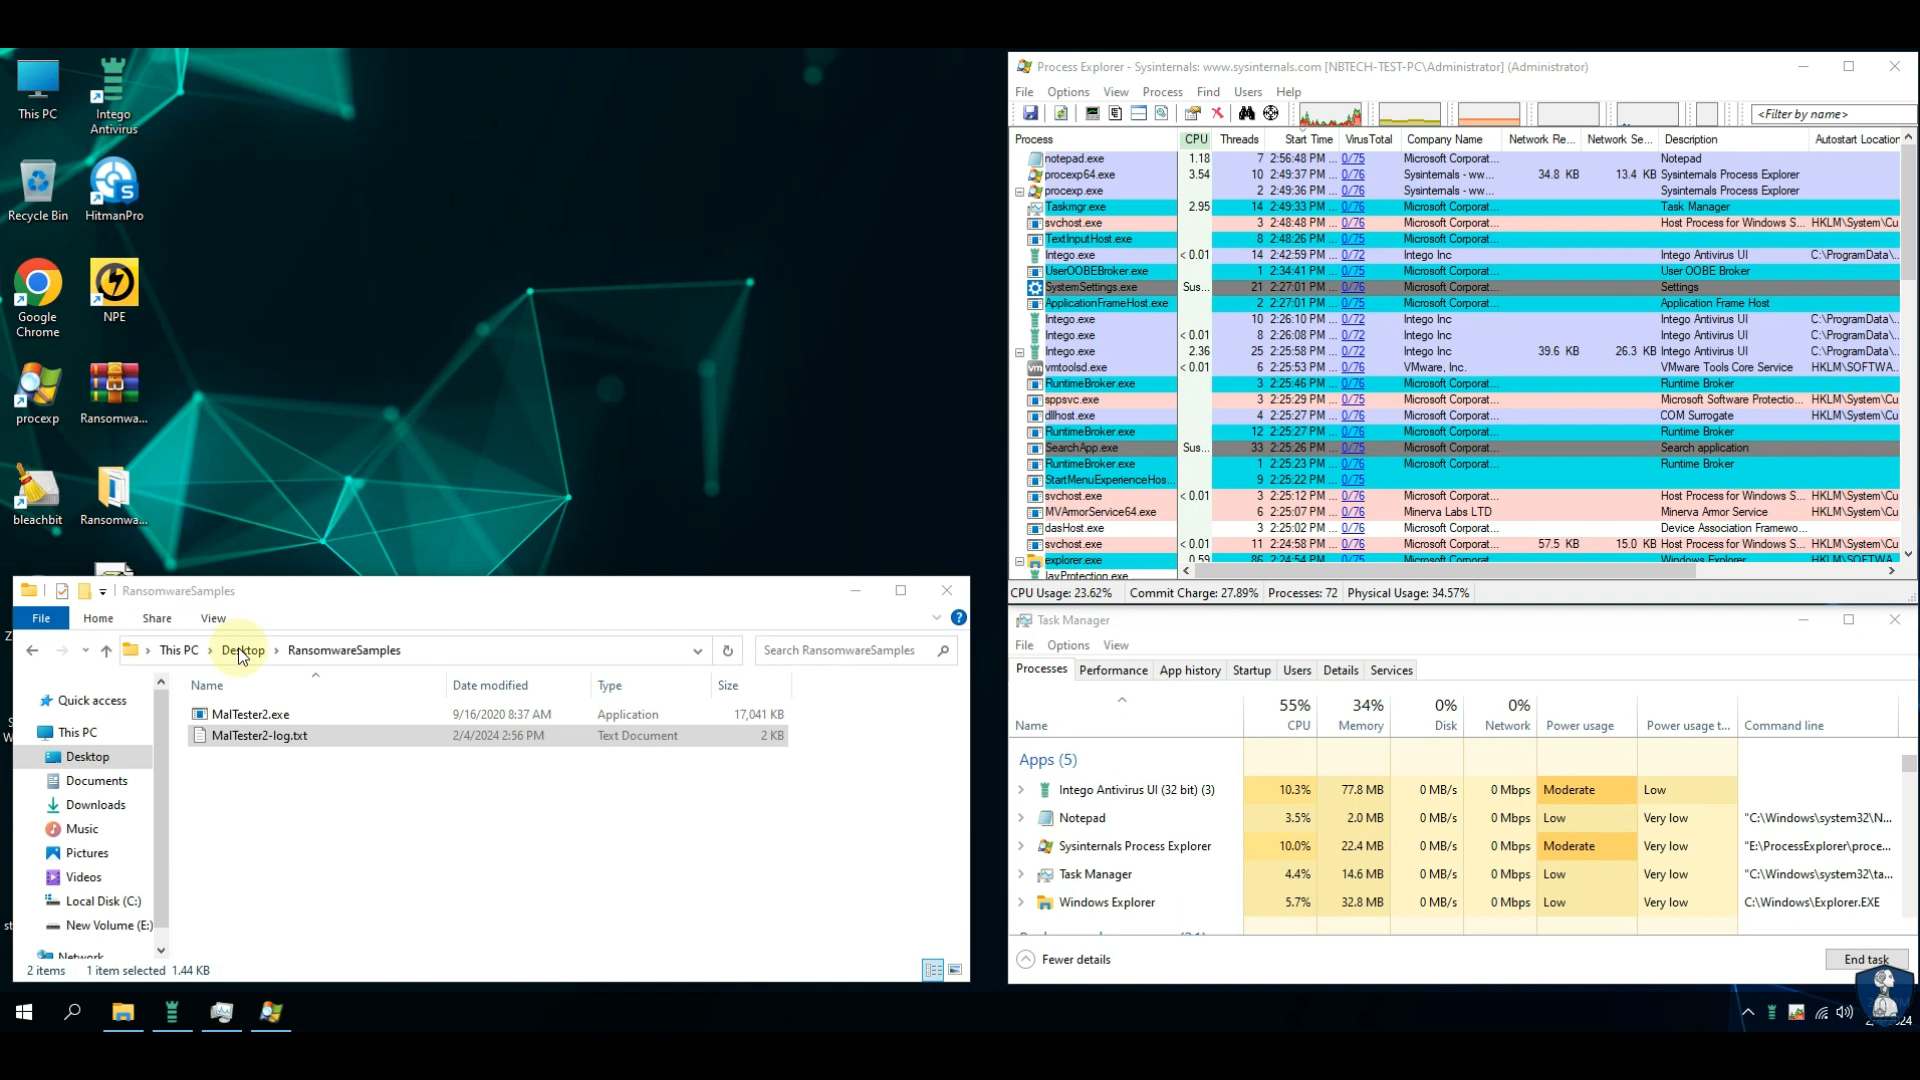 This PC
Intego
Antivirus
Recycle Bin
HitmanPro
Google
Chrome
NPE
procexp
Ransomwa...
bleachbit
Ransomwa...
RansomwareSamples
File Home Share View
This PC > Desktop > RansomwareSamples
Search RansomwareSamples
Name Date modified Type Size
MalTester2.exe 9/16/2020 8:37 AM Application 17,041 KB
MalTester2-log.txt 2/4/2024 2:56 PM Text Document 2 KB
Quick access
This PC
Desktop
Documents
Downloads
Music
Pictures
Videos
Local Disk (C:)
New Volume (E:)
Network
2 items 1 item selected 1.44 KB
Process Explorer - Sysinternals: www.sysinternals.com [NBTECH-TEST-PC\Administrator] (Administrator)
File Options View Process Find Users Help
<Filter by name>
Process CPU Threads Start Time VirusTotal Company Name Network Re... Network Se... Description Autostart Location
notepad.exe 1.18 7 2:56:48 PM ... 0/75 Microsoft Corporat... Notepad
procexp64.exe 3.54 10 2:49:37 PM ... 0/76 Sysinternals - ww... 34.8 KB 13.4 KB Sysinternals Process Explorer
procexp.exe 2 2:49:36 PM ... 0/76 Sysinternals - ww... Sysinternals Process Explorer
Taskmgr.exe 2.95 14 2:49:33 PM ... 0/76 Microsoft Corporat... Task Manager
svchost.exe 3 2:48:48 PM ... 0/76 Microsoft Corporat... Host Process for Windows S... HKLM\System\Cu
TextInputHost.exe 8 2:48:26 PM ... 0/75 Microsoft Corporat...
Intego.exe < 0.01 14 2:42:59 PM ... 0/72 Intego Inc Intego Antivirus UI C:\ProgramData\...
UserOOBEBroker.exe 1 2:34:41 PM ... 0/75 Microsoft Corporat... User OOBE Broker
SystemSettings.exe Sus... 21 2:27:01 PM ... 0/76 Microsoft Corporat... Settings
ApplicationFrameHost.exe 2 2:27:01 PM ... 0/75 Microsoft Corporat... Application Frame Host
Intego.exe 10 2:26:10 PM ... 0/72 Intego Inc Intego Antivirus UI C:\ProgramData\...
Intego.exe < 0.01 8 2:26:08 PM ... 0/72 Intego Inc Intego Antivirus UI C:\ProgramData\...
Intego.exe 2.36 25 2:25:58 PM ... 0/72 Intego Inc 39.6 KB 26.3 KB Intego Antivirus UI C:\ProgramData\...
vmtoolsd.exe < 0.01 6 2:25:53 PM ... 0/76 VMware, Inc. VMware Tools Core Service HKLM\SOFTWA...
RuntimeBroker.exe 3 2:25:46 PM ... 0/76 Microsoft Corporat... Runtime Broker
sppsvc.exe 3 2:25:29 PM ... 0/75 Microsoft Corporat... Microsoft Software Protectio... HKLM\System\Cu
dllhost.exe 4 2:25:27 PM ... 0/76 Microsoft Corporat... COM Surrogate HKLM\System\Cu
RuntimeBroker.exe 12 2:25:27 PM ... 0/76 Microsoft Corporat... Runtime Broker
SearchApp.exe Sus... 33 2:25:26 PM ... 0/75 Microsoft Corporat... Search application
RuntimeBroker.exe 1 2:25:23 PM ... 0/76 Microsoft Corporat... Runtime Broker
StartMenuExperienceHos... 9 2:25:22 PM ... 0/75
svchost.exe < 0.01 3 2:25:12 PM ... 0/76 Microsoft Corporat... Host Process for Windows S... HKLM\System\Cu
MVArmorService64.exe 6 2:25:07 PM ... 0/76 Minerva Labs LTD Minerva Armor Service HKLM\System\Cu
dasHost.exe 3 2:25:02 PM ... 0/76 Microsoft Corporat... Device Association Framewo...
svchost.exe < 0.01 11 2:24:58 PM ... 0/76 Microsoft Corporat... 57.5 KB 15.0 KB Host Process for Windows S... HKLM\System\Cu
explorer.exe 0.59 86 2:24:54 PM ... 0/75 Microsoft Corporat... Windows Explorer HKLM\SOFTWA...
CPU Usage: 23.62% Commit Charge: 27.89% Processes: 72 Physical Usage: 34.57%
Task Manager
File Options View
Processes Performance App history Startup Users Details Services
55% 34% 0% 0%
Name CPU Memory Disk Network Power usage Power usage t... Command line
Apps (5)
Intego Antivirus UI (32 bit) (3) 10.3% 77.8 MB 0 MB/s 0 Mbps Moderate Low
Notepad 3.5% 2.0 MB 0 MB/s 0 Mbps Low Very low "C:\Windows\system32\N...
Sysinternals Process Explorer 10.0% 22.4 MB 0 MB/s 0 Mbps Moderate Very low "E:\ProcessExplorer\proce...
Task Manager 4.4% 14.6 MB 0 MB/s 0 Mbps Low Very low "C:\Windows\system32\ta...
Windows Explorer 5.7% 32.8 MB 0 MB/s 0 Mbps Low Very low C:\Windows\Explorer.EXE
Fewer details
End task